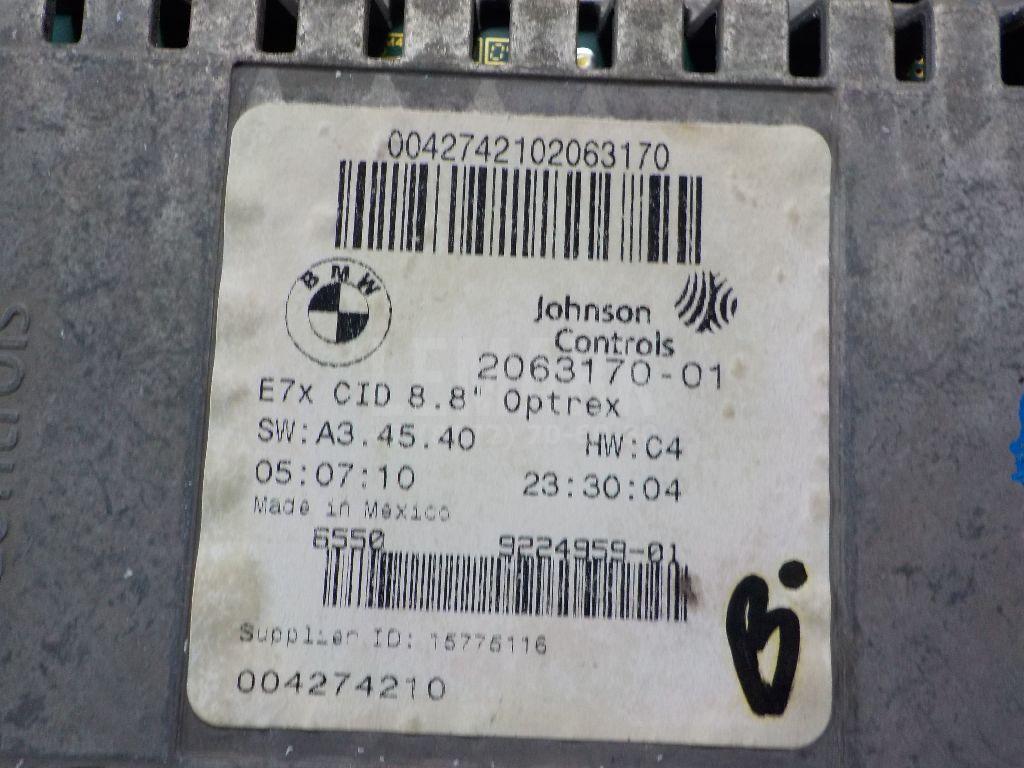 0042742102063170
BMW
Johnson
Controls
2063170-01
E7x CID 8.8" Optrex
SW:A3.45.40 HW:C4
05:07:10 23:30:04
Made in Mexico
6550 9224959-01
Supplier ID: 15775116
004274210